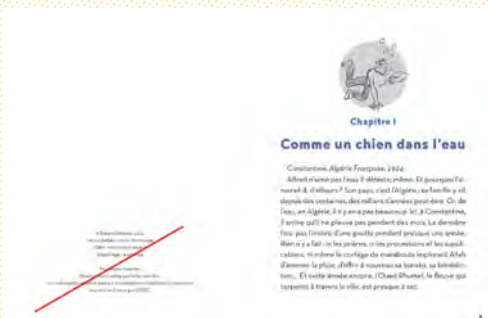 Chapitre 1
Comme un chien dans l'eau
Constantine, Algérie Française, 1924
Alfred n'aime pas l'eau. Il déteste, même. Et pourquoi l'ai-
merait-il, d'ailleurs ? Son pays, c'est l'Algérie ; sa famille y vit
depuis des centaines, des milliers d'années peut-être. Or, de
l'eau, en Algérie, il n'y en a pas beaucoup. Ici, à Constantine,
il arrive qu'il ne pleuve pas pendant des mois. La dernière
fois, pas l'ombre d'une goutte pendant presque une année.
Rien n'y a fait : ni les prières, ni les processions et les suppli-
cations, ni même le cortège de marabouts implorant Allah
d'amener la pluie, d'offrir à nouveau sa bonté, sa bénédic-
tion... Et cette année encore, l'Oued Rhumel, le fleuve qui
serpente à travers la ville, est presque à sec.